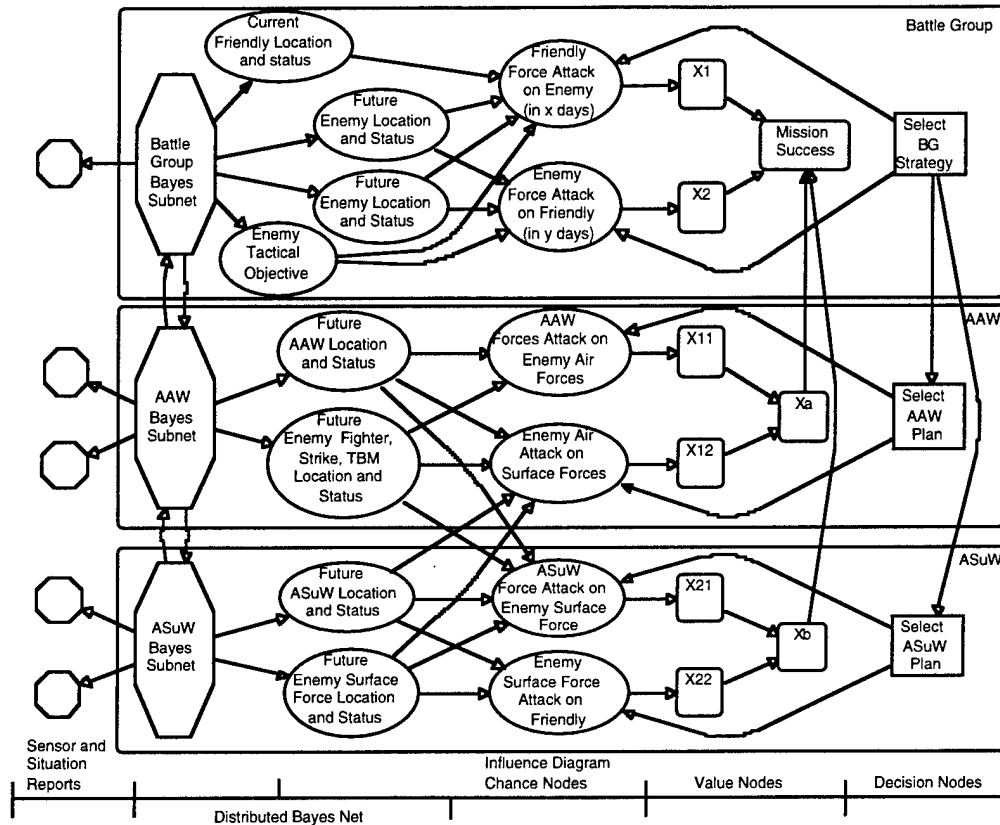 Battle Group
Current
Friendly Location
and status
Friendly
Force Attack
on Enemy
(in x days)
X1
Future
Enemy Location
and Status
Battle
Group
Bayes
Subnet
Mission
Success
Select
BG
Strategy
Future
Enemy Location
and Status
Enemy
Force Attack
on Friendly
(in y days)
X2
Enemy
Tactical
Objective
AAW
Future
AAW Location
and Status
AAW
Forces Attack on
Enemy Air
Forces
X11
AAW
Bayes
Subnet
Xa
Select
AAW
Plan
Future
Enemy Fighter,
Strike, TBM
Location and
Status
Enemy Air
Attack on
Surface Forces
X12
ASuW
Future
ASuW Location
and Status
ASuW
Force Attack on
Enemy Surface
Force
X21
ASuW
Bayes
Subnet
Xb
Select
ASuW
Plan
Future
Enemy Surface
Force Location
and Status
Enemy
Surface Force
Attack on
Friendly
X22
Sensor and
Situation
Reports
Influence Diagram
Chance Nodes
Value Nodes
Decision Nodes
Distributed Bayes Net